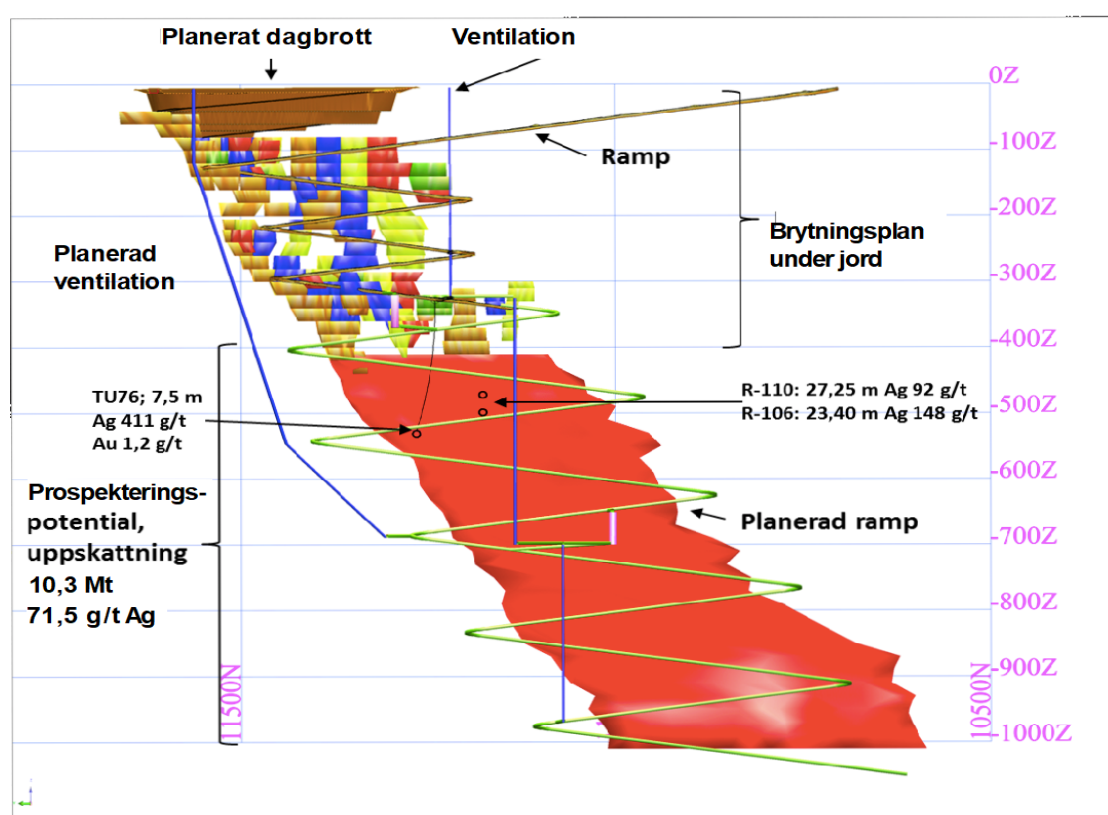 Planerat dagbrott
Ventilation
0Z
-100Z
Ramp
-200Z
Brytningsplan
under jord
Planerad
ventilation
-300Z
-400Z
TU76; 7,5 m
Ag 411 g/t
Au 1,2 g/t
R-110: 27,25 m Ag 92 g/t
R-106: 23,40 m Ag 148 g/t
-500Z
-600Z
Prospekterings-
potential,
uppskattning
10,3 Mt
71,5 g/t Ag
Planerad ramp
-700Z
-800Z
-900Z
-1000Z
11500N
10500N